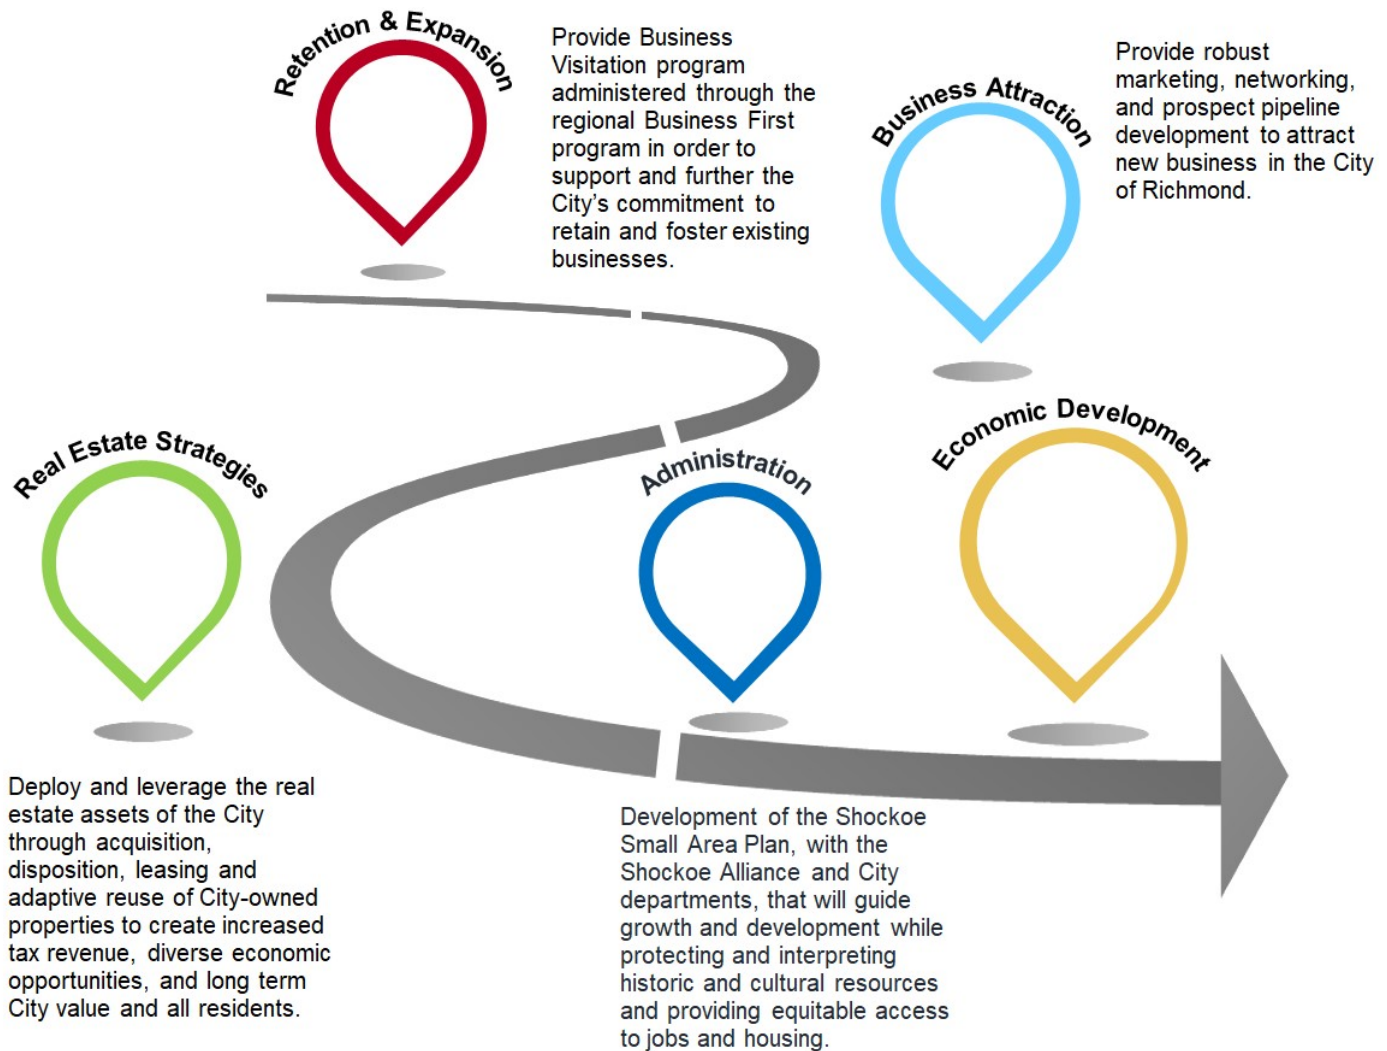 Retention & Expansion
Provide Business
Visitation program
administered through the
regional Business First
program in order to
support and further the
City's commitment to
retain and foster existing
businesses.
Business Attraction
Provide robust
marketing, networking,
and prospect pipeline
development to attract
new business in the City
of Richmond.
Real Estate Strategies
Deploy and leverage the real
estate assets of the City
through acquisition,
disposition, leasing and
adaptive reuse of City-owned
properties to create increased
tax revenue, diverse economic
opportunities, and long term
City value and all residents.
Administration
Development of the Shockoe
Small Area Plan, with the
Shockoe Alliance and City
departments, that will guide
growth and development while
protecting and interpreting
historic and cultural resources
and providing equitable access
to jobs and housing.
Economic Development